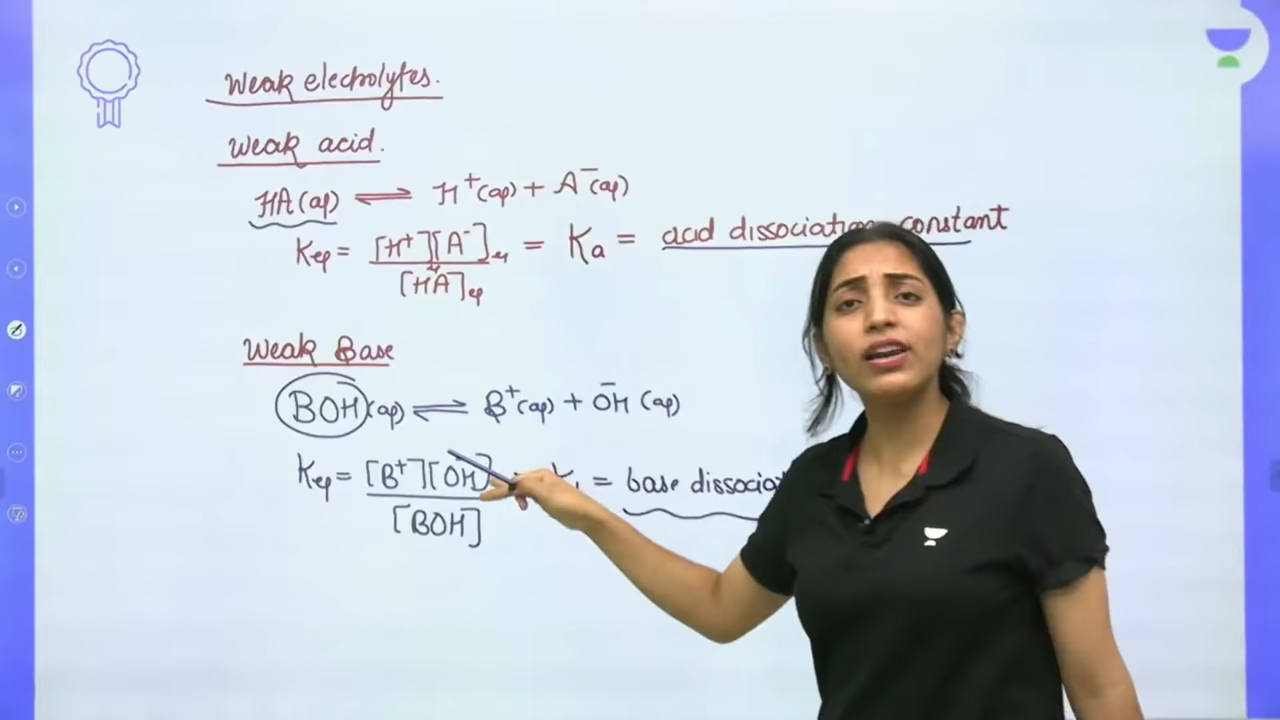 Weak electrolytes.
Weak acid.
HA(aq) ⇌ H⁺(aq) + A⁻(aq)
Keq = [H⁺][A⁻]eq = Ka = acid dissociation constant
[HA]eq
Weak Base
BOH(aq) ⇌ B⁺(aq) + OH⁻(aq)
Keq = [B⁺][OH⁻] = base
[BOH]